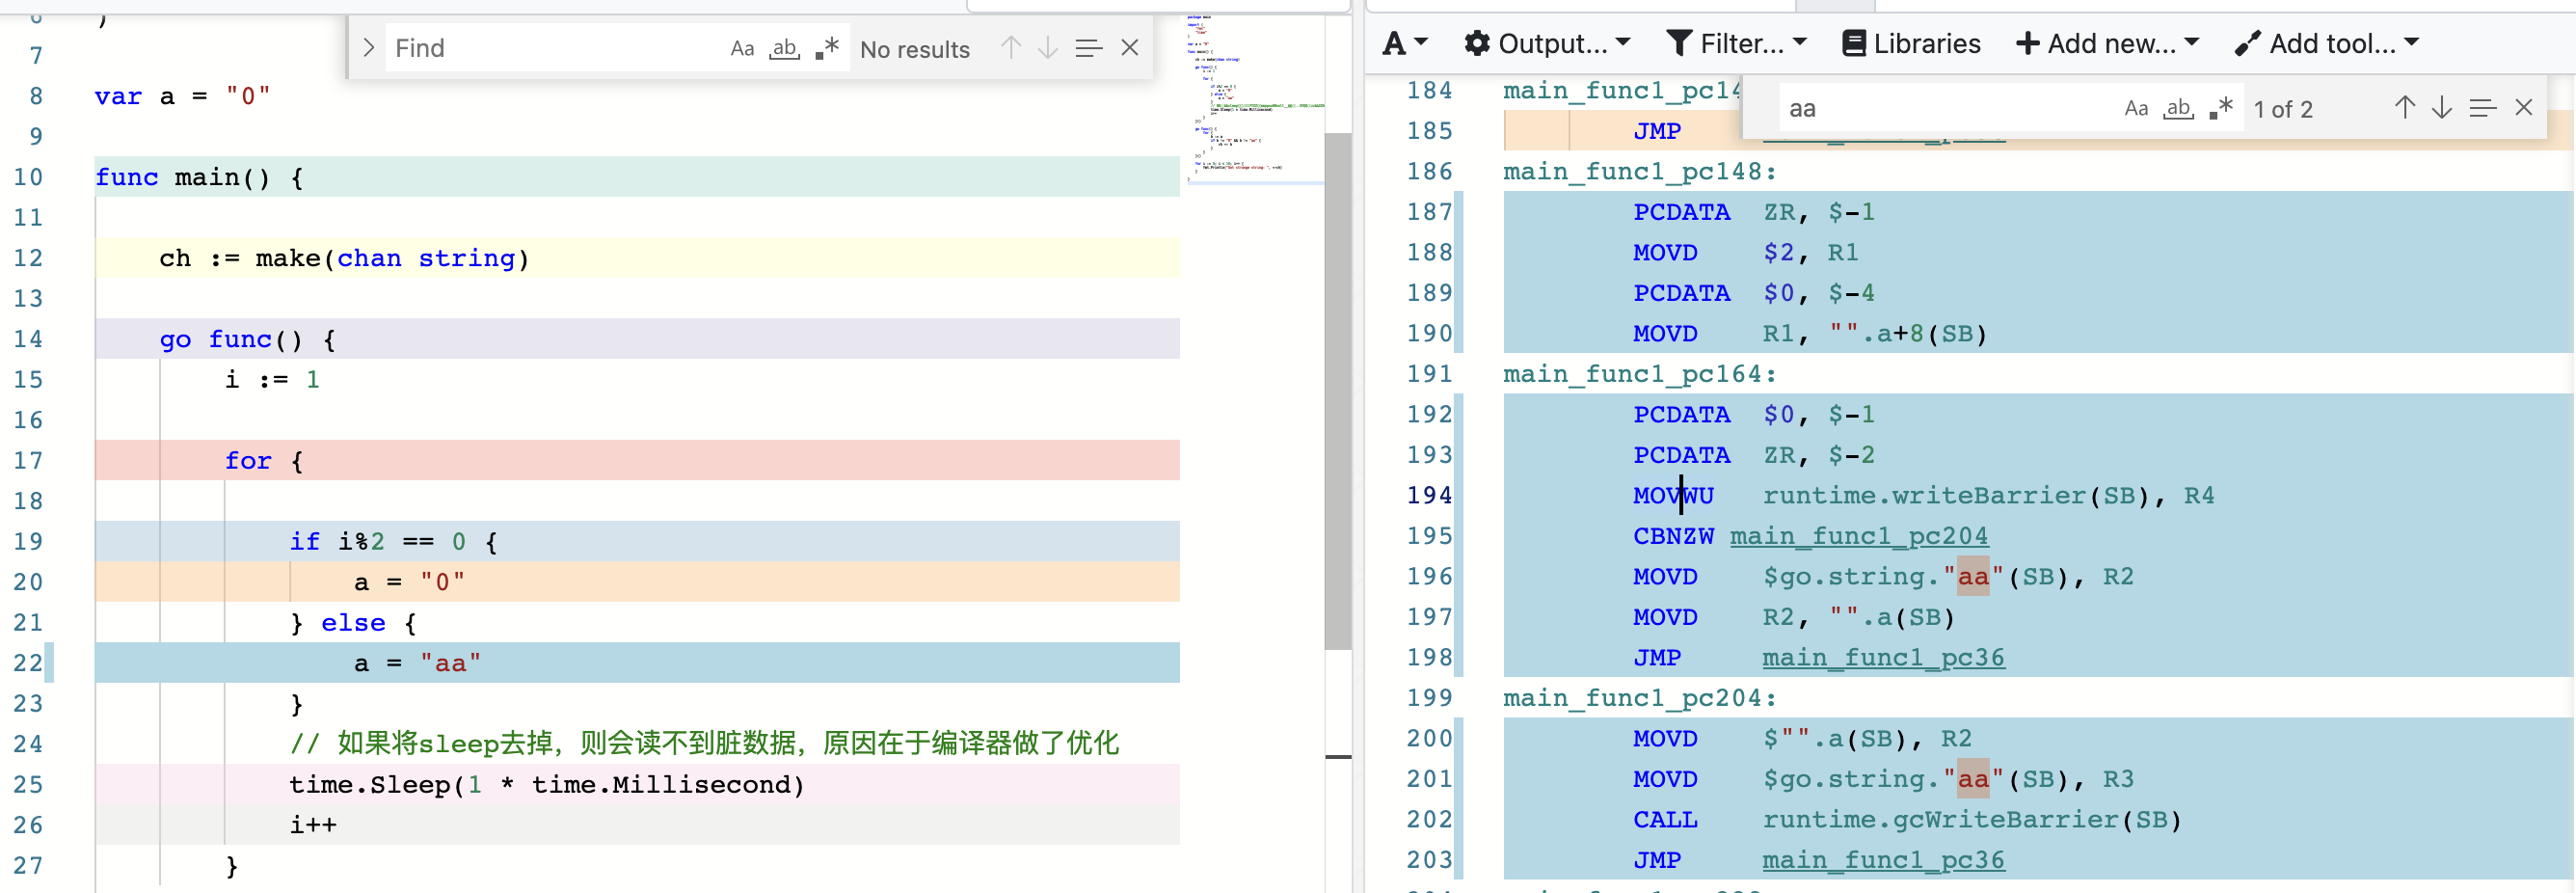 6 )
7
8 var a = "0"
9
10 func main() {
11
12 ch := make(chan string)
13
14 go func() {
15 i := 1
16
17 for {
18
19 if i%2 == 0 {
20 a = "0"
21 } else {
22 a = "aa"
23 }
24 // 如果将sleep去掉，则会读不到脏数据，原因在于编译器做了优化
25 time.Sleep(1 * time.Millisecond)
26 i++
27 }
Find Aa ab .* No results
A Output... Filter... Libraries Add new... Add tool...
aa Aa ab .* 1 of 2
184 main_func1_pc14
185 JMP
186 main_func1_pc148:
187 PCDATA ZR, $-1
188 MOVD $2, R1
189 PCDATA $0, $-4
190 MOVD R1, "".a+8(SB)
191 main_func1_pc164:
192 PCDATA $0, $-1
193 PCDATA ZR, $-2
194 MOVWU runtime.writeBarrier(SB), R4
195 CBNZW main_func1_pc204
196 MOVD $go.string."aa"(SB), R2
197 MOVD R2, "".a(SB)
198 JMP main_func1_pc36
199 main_func1_pc204:
200 MOVD $"".a(SB), R2
201 MOVD $go.string."aa"(SB), R3
202 CALL runtime.gcWriteBarrier(SB)
203 JMP main_func1_pc36